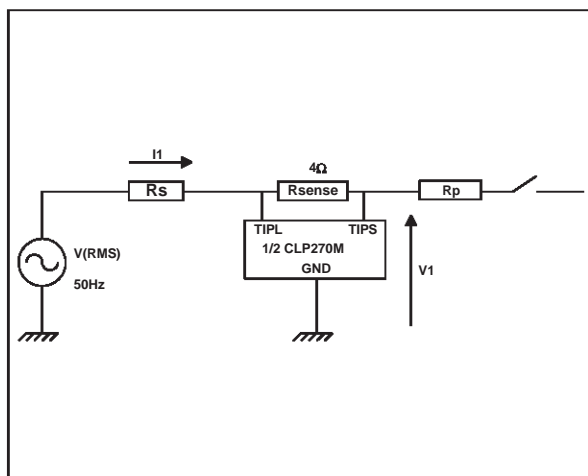 I1
4Ω
Rs
Rsense
Rp
TIPL TIPS
1/2 CLP270M
GND
V(RMS)
50Hz
V1